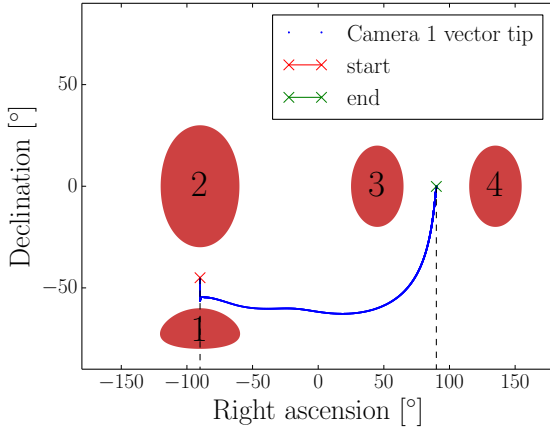 Camera 1 vector tip
start
end
Declination [°]
50
0
−50
2
3
4
1
−150
−100
−50
0
50
100
150
Right ascension [°]